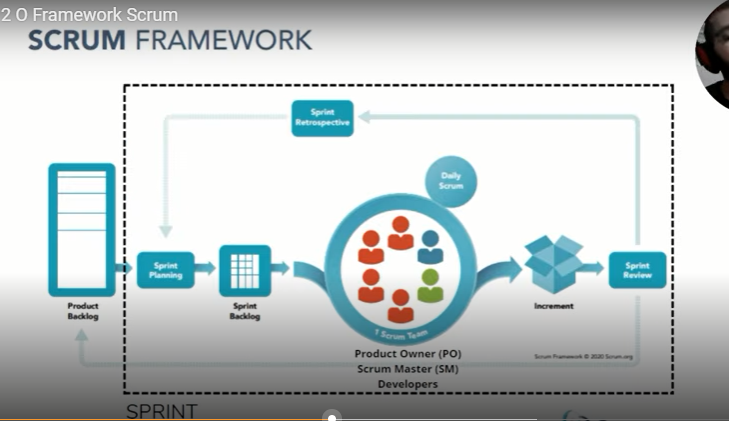 2 O Framework Scrum
SCRUM FRAMEWORK
Sprint
Retrospective
Daily
Scrum
Sprint
Planning
Sprint
Review
Product
Backlog
Sprint
Backlog
Increment
1 Scrum Team
Product Owner (PO)
Scrum Master (SM)
Developers
Scrum Framework © 2020 Scrum.org
SPRINT